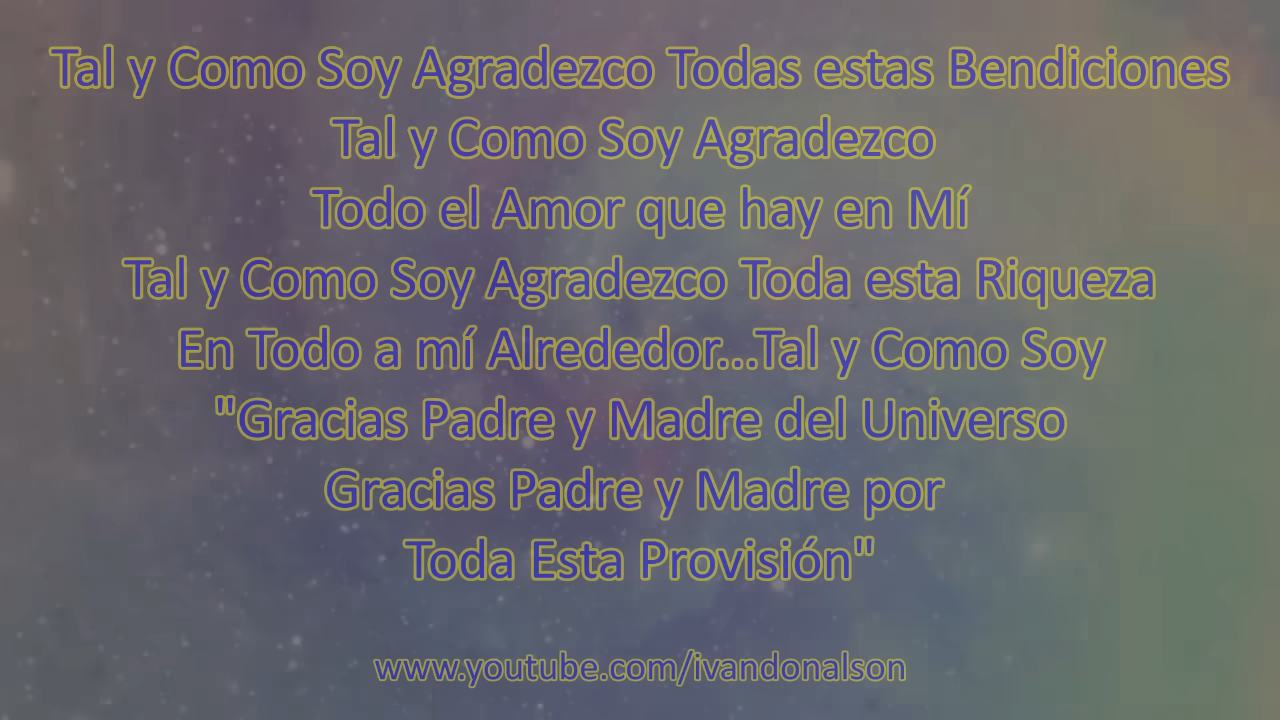 Tal y Como Soy Agradezco Todas estas Bendiciones
Tal y Como Soy Agradezco
Todo el Amor que hay en Mí
Tal y Como Soy Agradezco Toda esta Riqueza
En Todo a mí Alrededor...Tal y Como Soy
"Gracias Padre y Madre del Universo
Gracias Padre y Madre por
Toda Esta Provisión"
www.youtube.com/ivandonalson